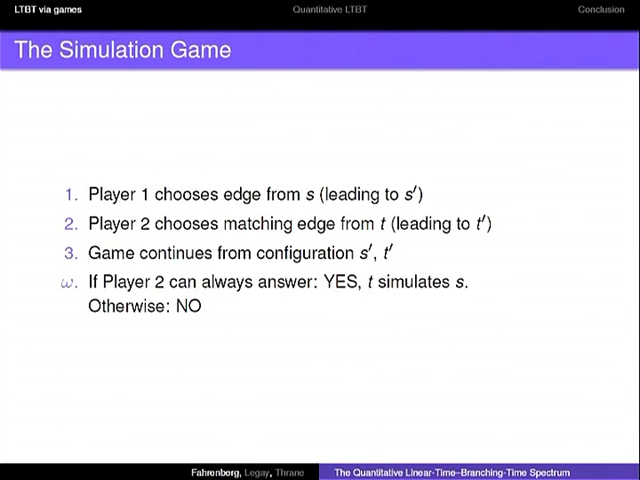 LTBT via games Quantitative LTBT Conclusion
The Simulation Game
1. Player 1 chooses edge from s (leading to s′)
2. Player 2 chooses matching edge from t (leading to t′)
3. Game continues from configuration s′, t′
ω. If Player 2 can always answer: YES, t simulates s.
Otherwise: NO
Fahrenberg, Legay, Thrane The Quantitative Linear-Time–Branching-Time Spectrum